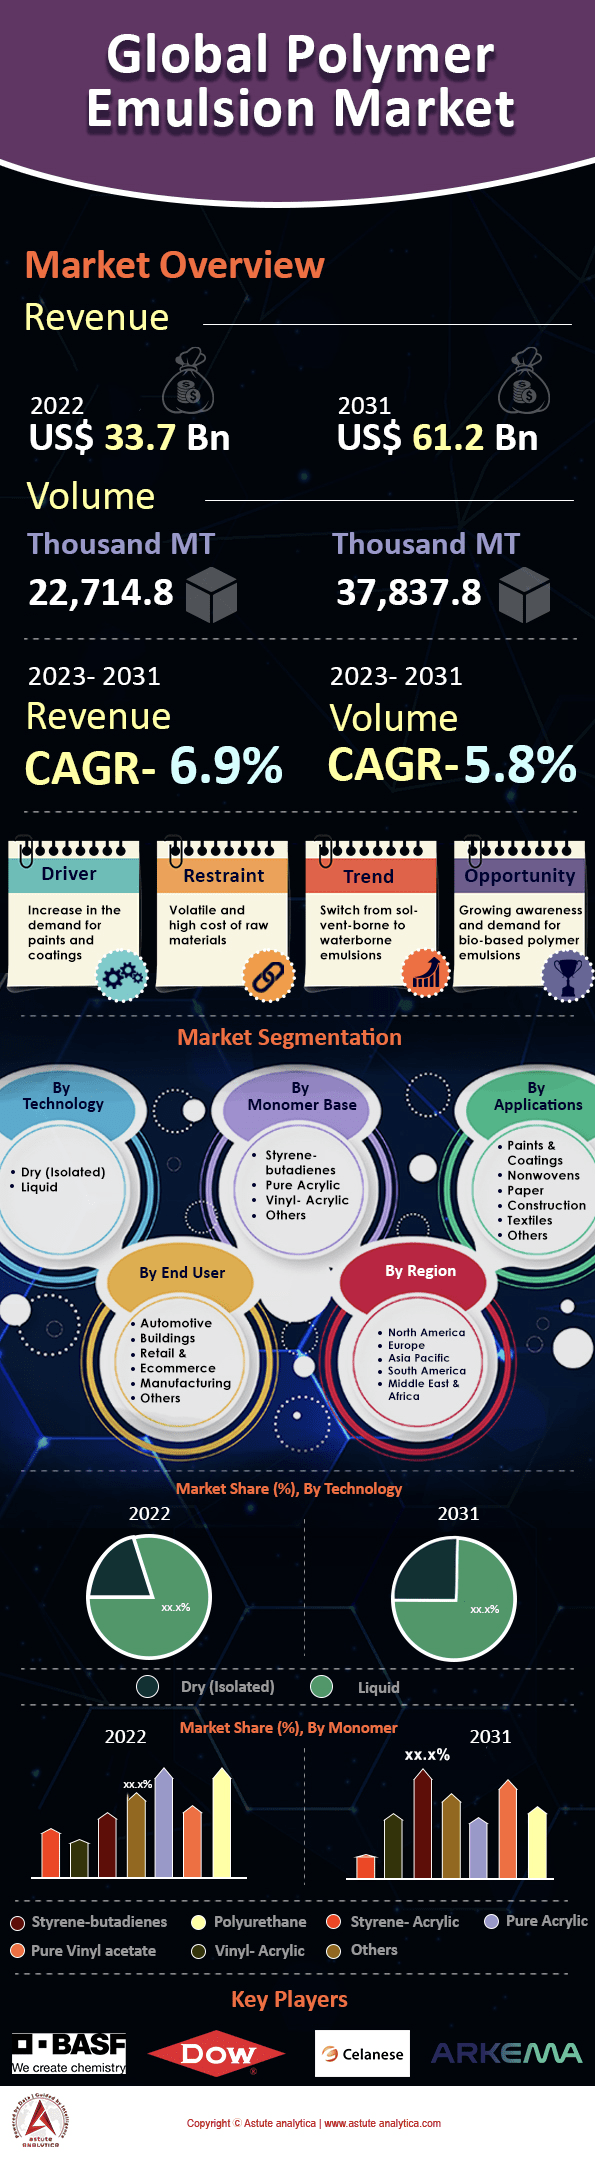 Global Polymer
Emulsion Market
Market Overview
Revenue
2022
US$ 33.7 Bn
2031
US$ 61.2 Bn
Volume
Thousand MT
22,714.8
Thousand MT
37,837.8
2023- 2031
Revenue
CAGR- 6.9%
2023- 2031
Volume
CAGR- 5.8%
Driver
Increase in the
demand for
paints and
coatings
Restraint
Volatile and
high cost of raw
materials
Trend
Switch from sol-
vent-borne to
waterborne
emulsions
Opportunity
Growing awareness
and demand for
bio-based polymer
emulsions
Market Segmentation
By
Technology
• Dry (Isolated)
• Liquid
By
Monomer Base
• Styrene-
butadienes
• Pure Acrylic
• Vinyl- Acrylic
• Others
By
Applications
• Paints &
Coatings
• Nonwovens
• Paper
• Construction
• Textiles
• Others
By End User
• Automotive
• Buildings
• Retail &
• Ecommerce
• Manufacturing
• Others
By Region
• North America
• Europe
• Asia Pacific
• South America
• Middle East &
Africa
Market Share (%), By Technology
2022
xx.x%
2031
xx.x%
Dry (Isolated)
Liquid
Market Share (%), By Monomer
2022
xx.x%
2031
xx.x%
Styrene-butadienes
Polyurethane
Styrene- Acrylic
Pure Acrylic
Pure Vinyl acetate
Vinyl- Acrylic
Others
Key Players
BASF
We create chemistry
Dow
Celanese
ARKEMA
Powered by Data | Guided by Intelligence
astute
ANALYTICA
Copyright © Astute analytica | www.astute analytica.com